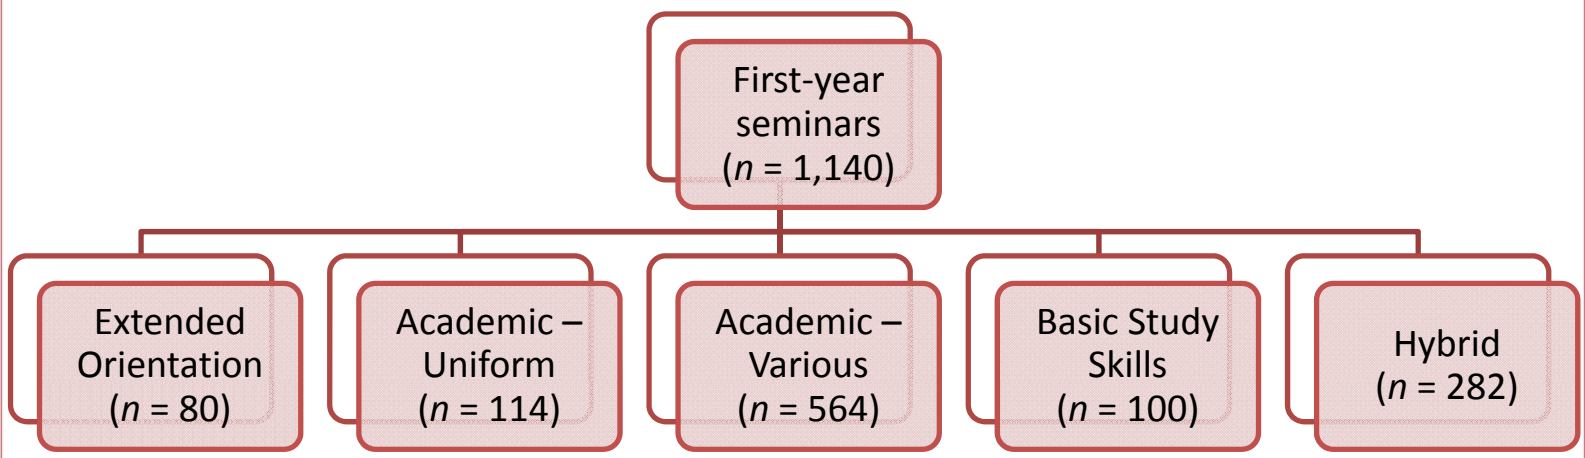 First-year
seminars
(n = 1,140)
Extended
Orientation
(n = 80)
Academic –
Uniform
(n = 114)
Academic –
Various
(n = 564)
Basic Study
Skills
(n = 100)
Hybrid
(n = 282)